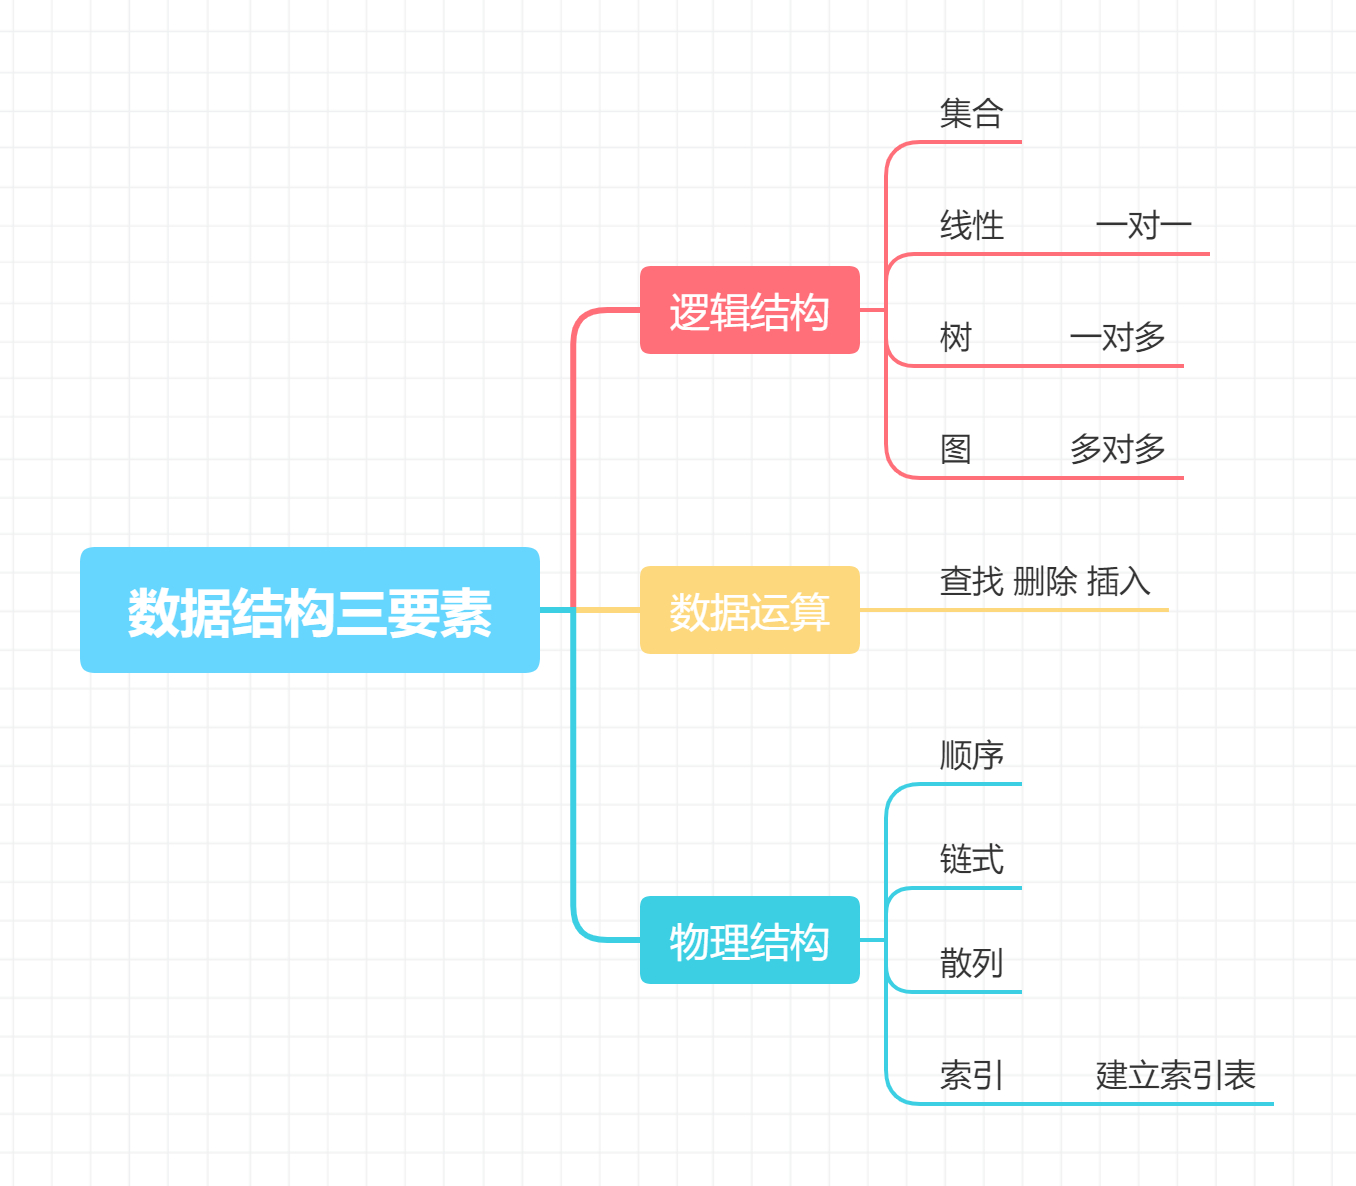 集合
线性 一对一
逻辑结构
树 一对多
图 多对多
数据结构三要素
数据运算
查找 删除 插入
顺序
链式
物理结构
散列
索引 建立索引表